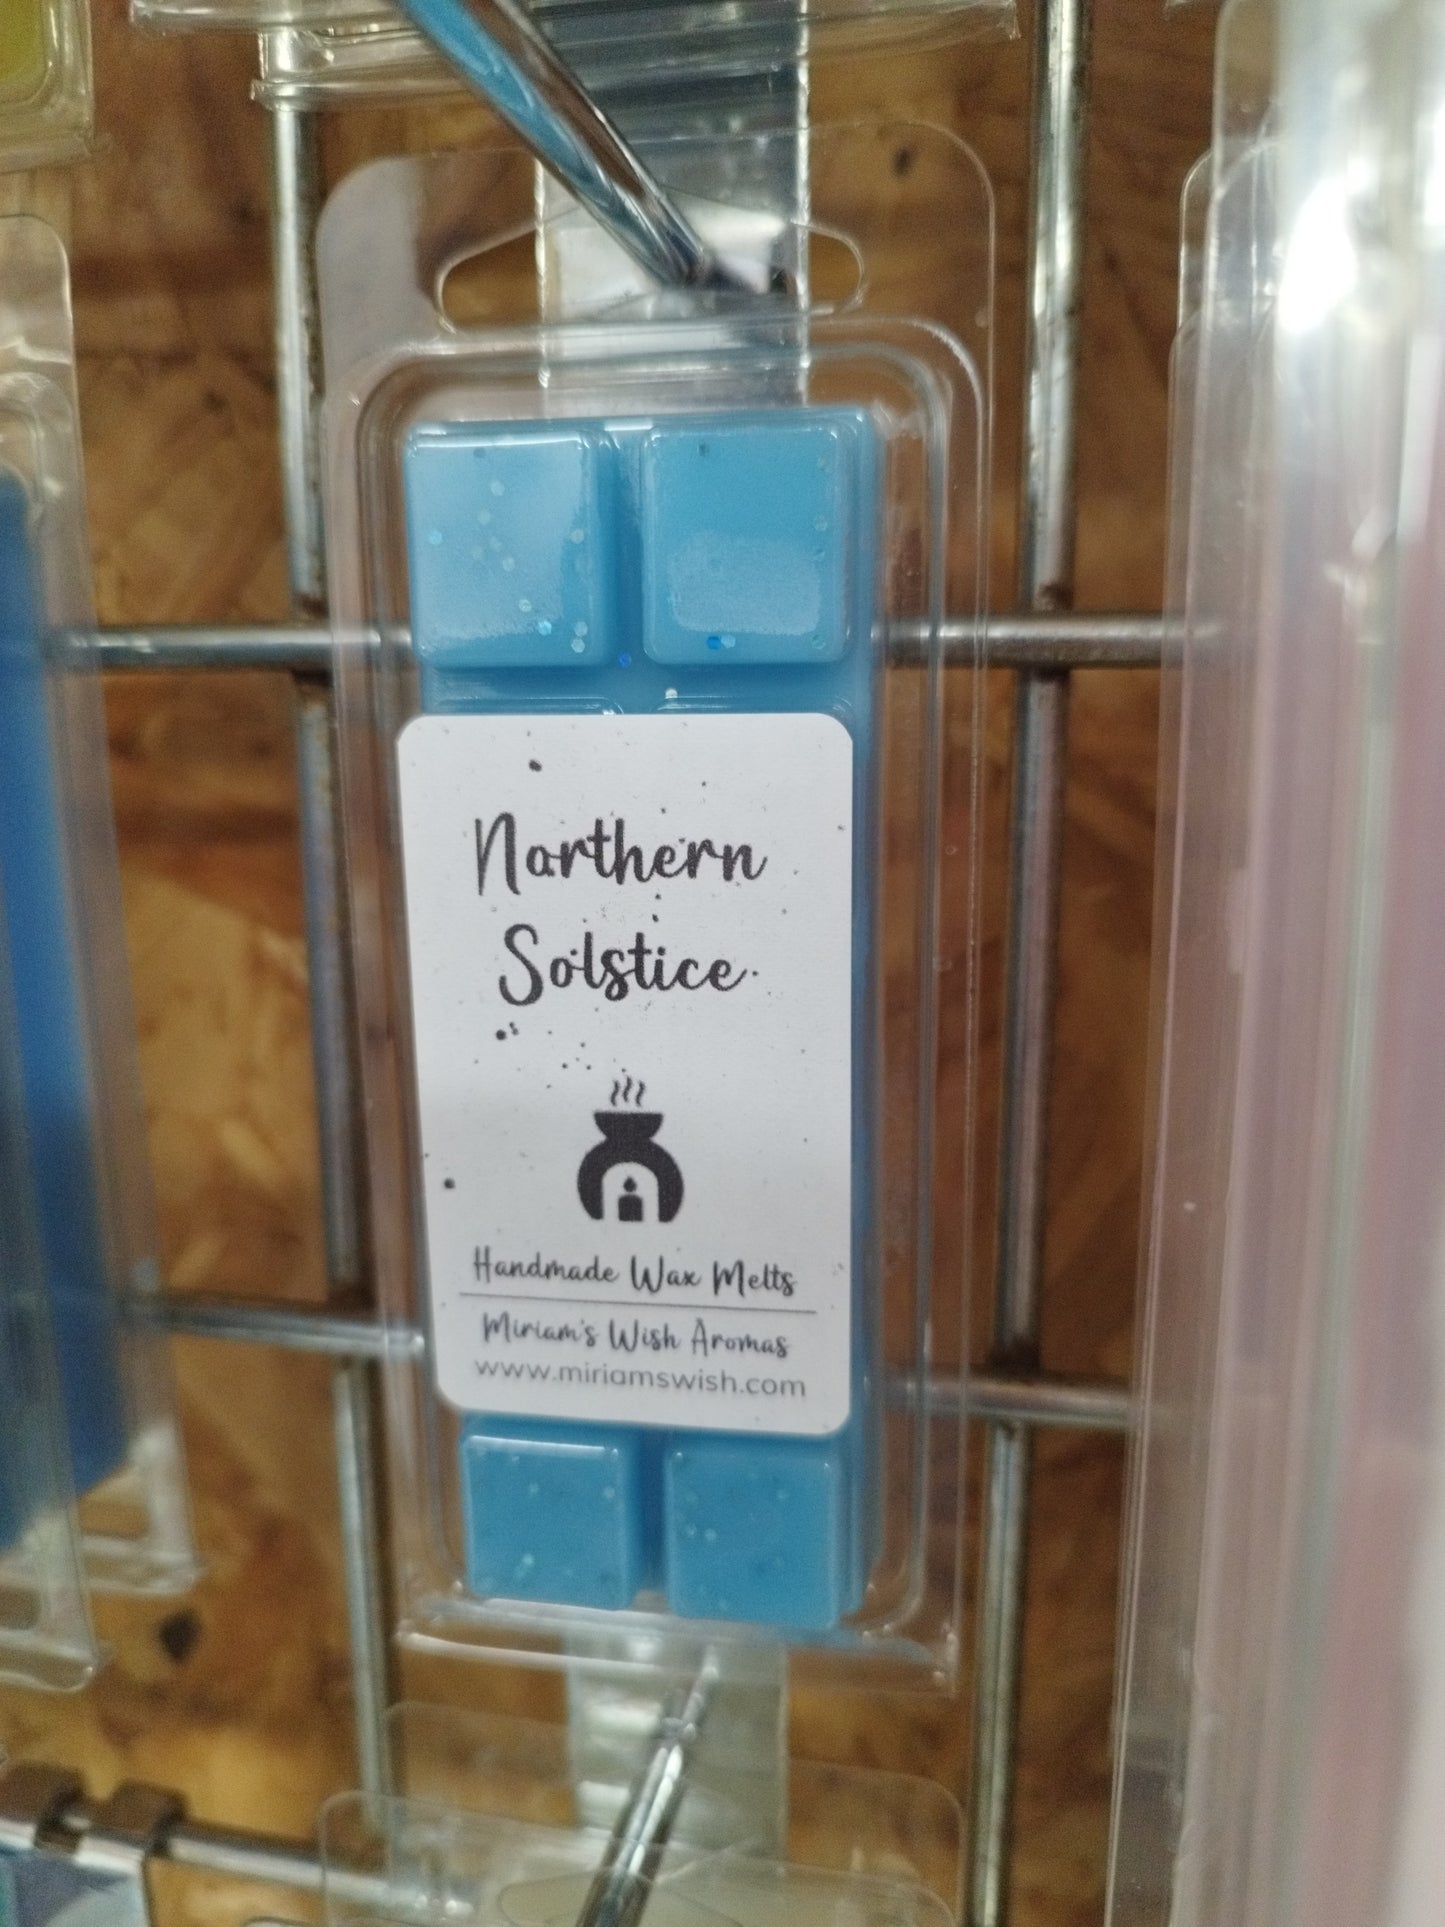 Northern
Solstice
Handmade Wax Melts
Miriam's Wish Aromas
www.miriamswish.com